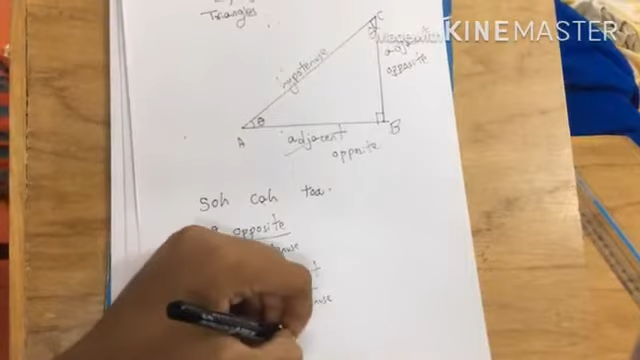 Triangles
C
Made with KINEMASTER
adjacent
hypotenuse
opposite
θ
A
B
adjacent
opposite
Soh cah toa.
opposite